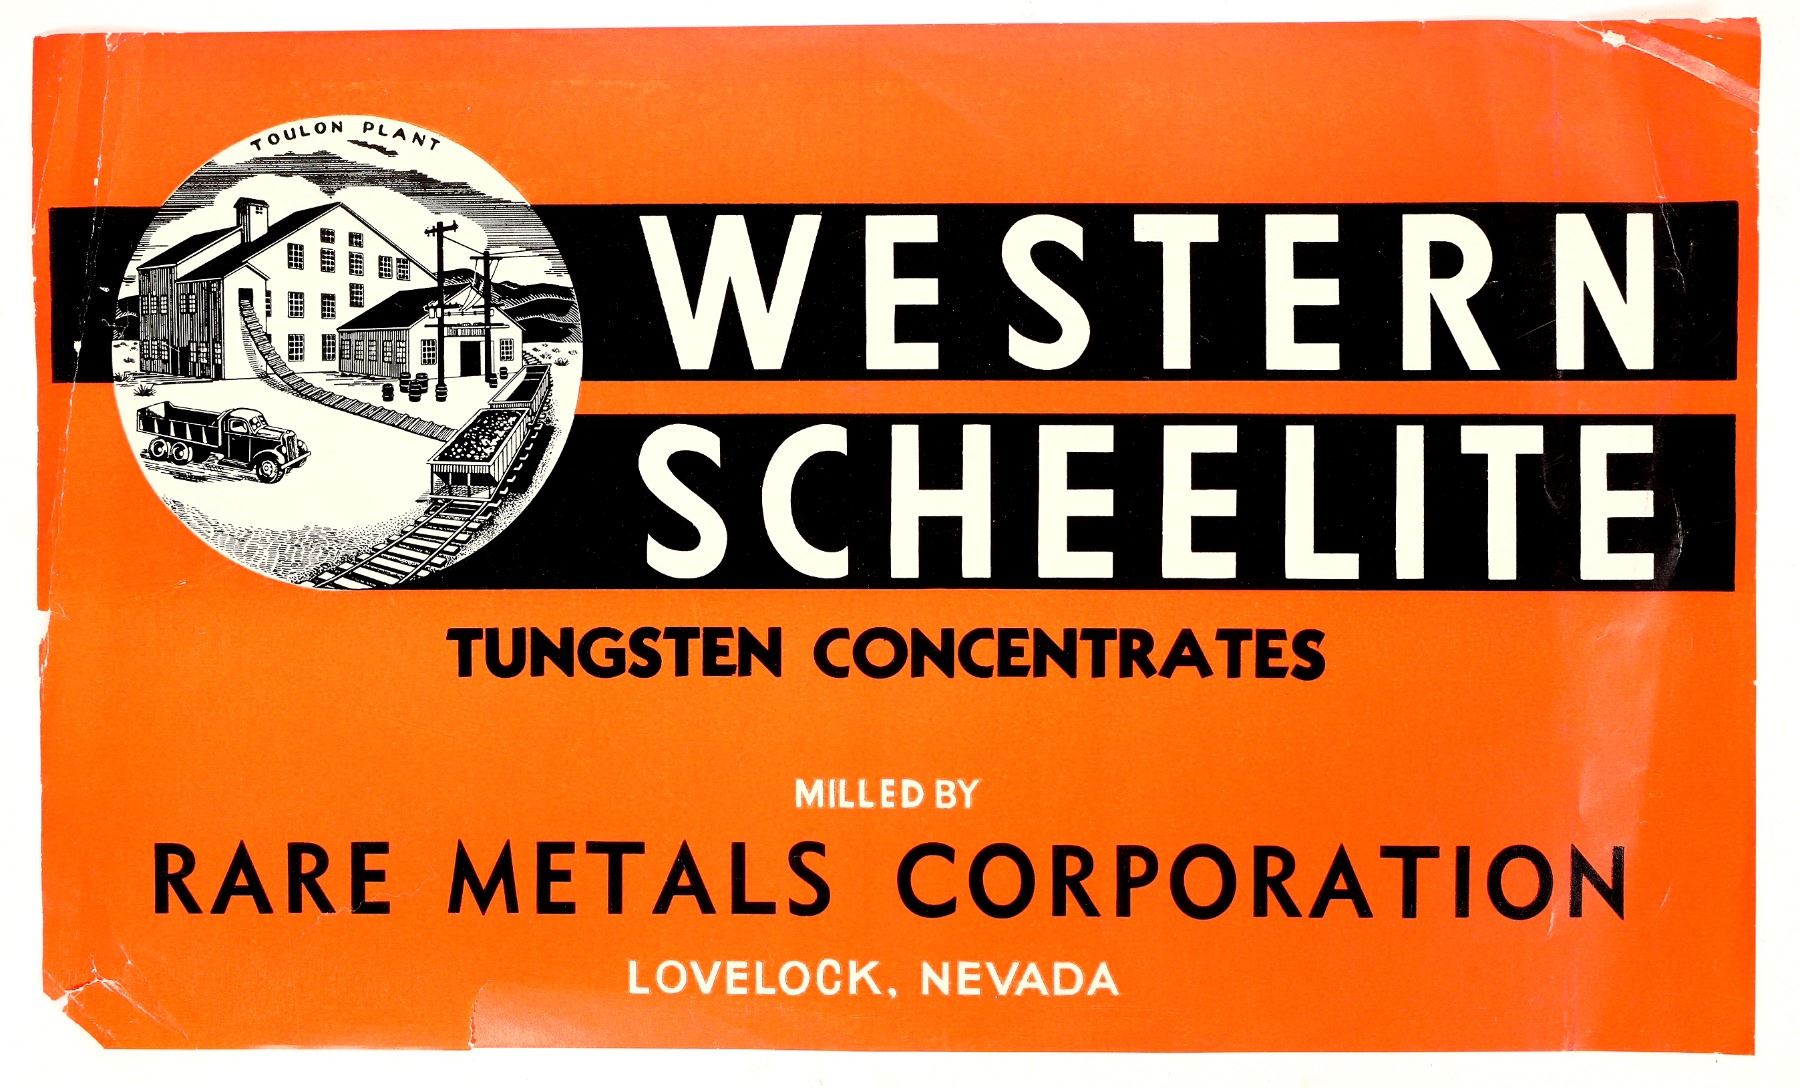 TOULON PLANT
WESTERN
SCHEELITE
TUNGSTEN CONCENTRATES
MILLED BY
RARE METALS CORPORATION
LOVELOCK, NEVADA